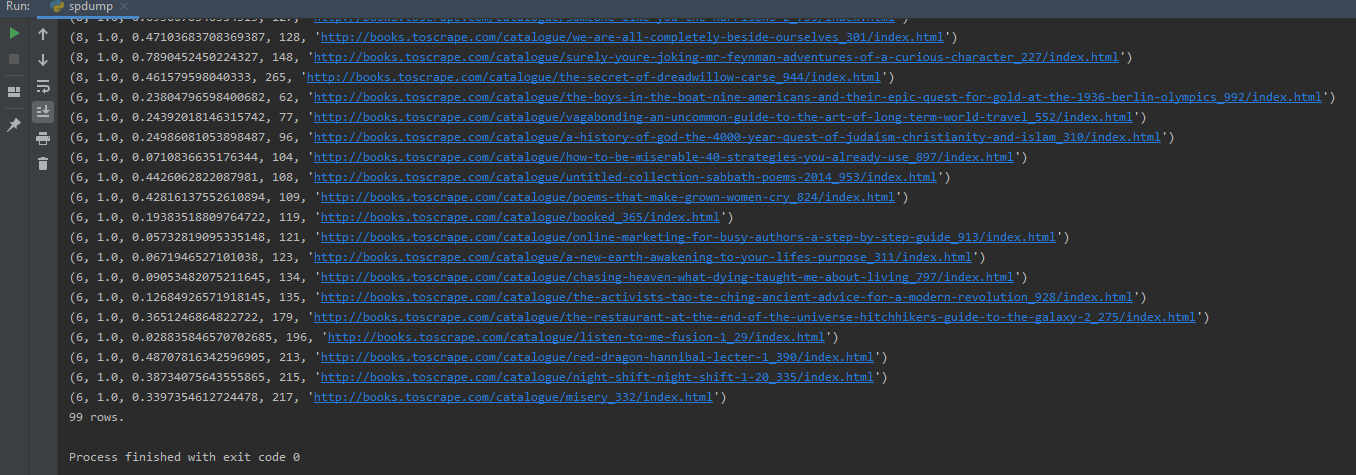 Run: spdump
(8, 1.0, 0.47103683708369387, 128, 'http://books.toscrape.com/catalogue/we-are-all-completely-beside-ourselves_301/index.html')
(8, 1.0, 0.7890452450224327, 148, 'http://books.toscrape.com/catalogue/surely-youre-joking-mr-feynman-adventures-of-a-curious-character_227/index.html')
(8, 1.0, 0.461579598040333, 265, 'http://books.toscrape.com/catalogue/the-secret-of-dreadwillow-carse_944/index.html')
(6, 1.0, 0.23804796598400682, 62, 'http://books.toscrape.com/catalogue/the-boys-in-the-boat-nine-americans-and-their-epic-quest-for-gold-at-the-1936-berlin-olympics_992/index.html')
(6, 1.0, 0.24392018146315742, 77, 'http://books.toscrape.com/catalogue/vagabonding-an-uncommon-guide-to-the-art-of-long-term-world-travel_552/index.html')
(6, 1.0, 0.24986081053898487, 96, 'http://books.toscrape.com/catalogue/a-history-of-god-the-4000-year-quest-of-judaism-christianity-and-islam_310/index.html')
(6, 1.0, 0.0710836635176344, 104, 'http://books.toscrape.com/catalogue/how-to-be-miserable-40-strategies-you-already-use_897/index.html')
(6, 1.0, 0.4426062822087981, 108, 'http://books.toscrape.com/catalogue/untitled-collection-sabbath-poems-2014_953/index.html')
(6, 1.0, 0.42816137552610894, 109, 'http://books.toscrape.com/catalogue/poems-that-make-grown-women-cry_824/index.html')
(6, 1.0, 0.19383518809764722, 119, 'http://books.toscrape.com/catalogue/booked_365/index.html')
(6, 1.0, 0.05732819095335148, 121, 'http://books.toscrape.com/catalogue/online-marketing-for-busy-authors-a-step-by-step-guide_913/index.html')
(6, 1.0, 0.0671946527101038, 123, 'http://books.toscrape.com/catalogue/a-new-earth-awakening-to-your-lifes-purpose_311/index.html')
(6, 1.0, 0.09053482075211645, 134, 'http://books.toscrape.com/catalogue/chasing-heaven-what-dying-taught-me-about-living_797/index.html')
(6, 1.0, 0.12684926571918145, 135, 'http://books.toscrape.com/catalogue/the-activists-tao-te-ching-ancient-advice-for-a-modern-revolution_928/index.html')
(6, 1.0, 0.3651246864822722, 179, 'http://books.toscrape.com/catalogue/the-restaurant-at-the-end-of-the-universe-hitchhikers-guide-to-the-galaxy-2_275/index.html')
(6, 1.0, 0.028835846570702685, 196, 'http://books.toscrape.com/catalogue/listen-to-me-fusion-1_29/index.html')
(6, 1.0, 0.48707816342596905, 213, 'http://books.toscrape.com/catalogue/red-dragon-hannibal-lecter-1_390/index.html')
(6, 1.0, 0.38734075643555865, 215, 'http://books.toscrape.com/catalogue/night-shift-night-shift-1-20_335/index.html')
(6, 1.0, 0.3397354612724478, 217, 'http://books.toscrape.com/catalogue/misery_332/index.html')
99 rows.
Process finished with exit code 0